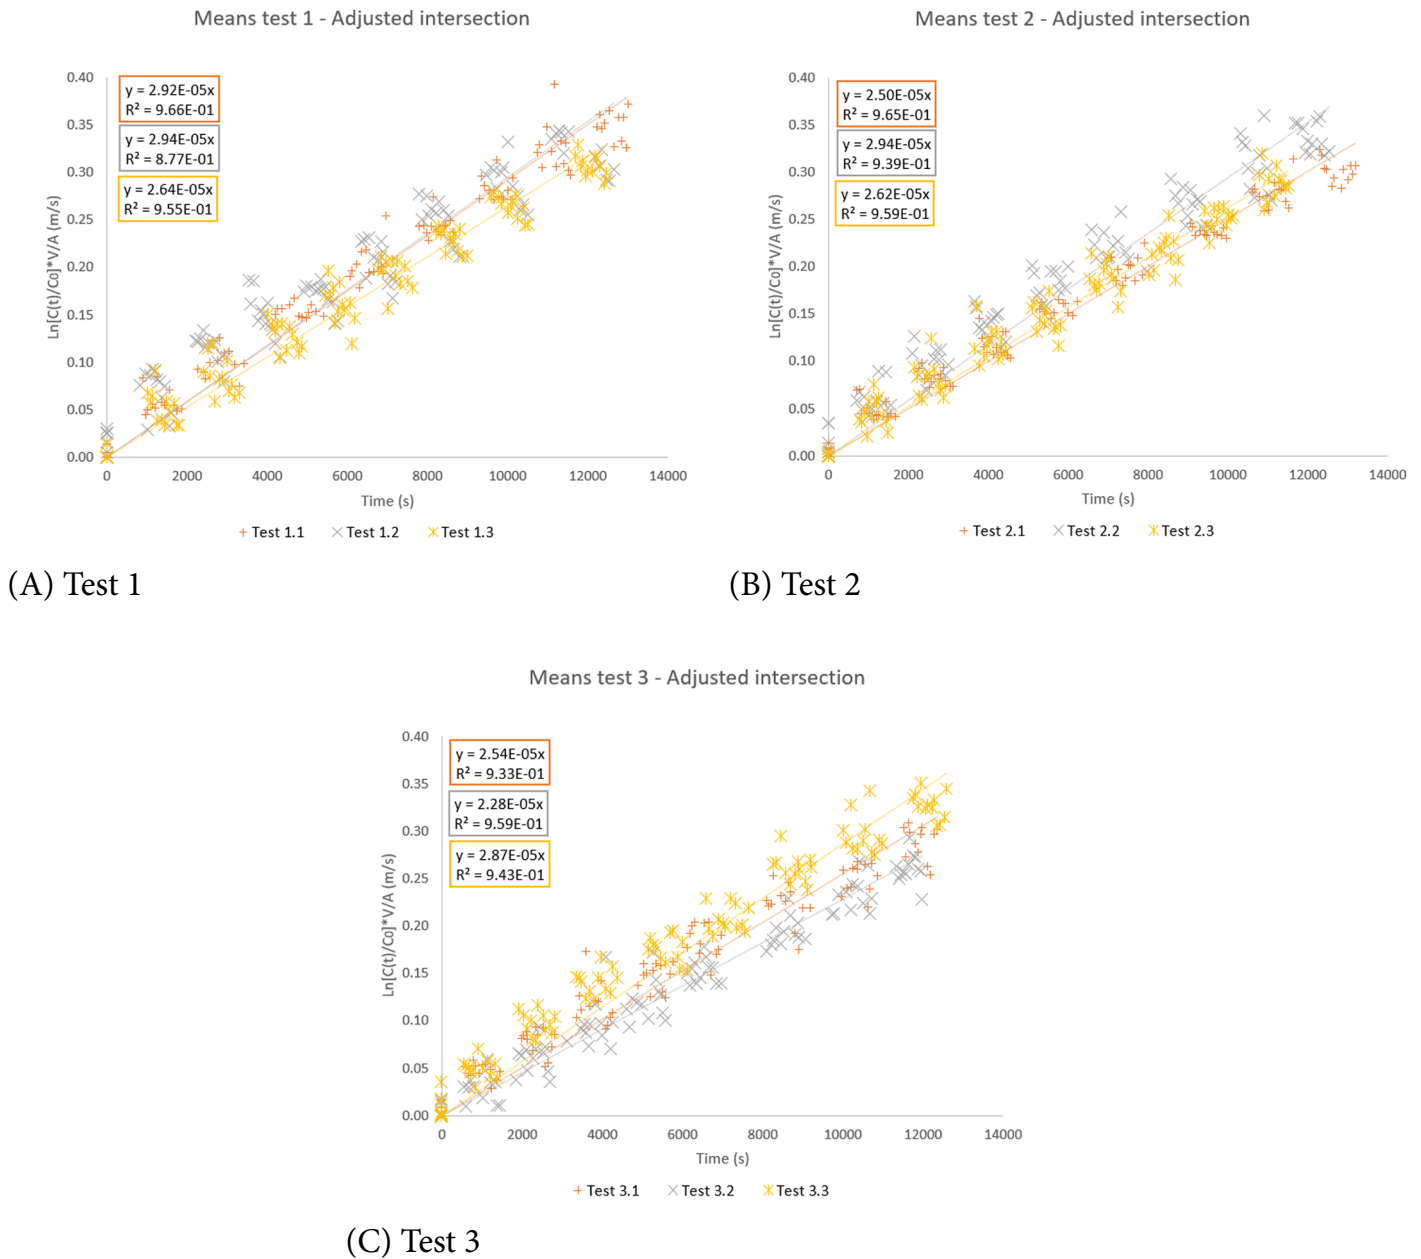 Means test 1 - Adjusted intersection
y = 2.92E-05x
R² = 9.66E-01
y = 2.94E-05x
R² = 8.77E-01
y = 2.64E-05x
R² = 9.55E-01
Ln[C(t)/Co]*V/A (m/s)
0.40
0.35
0.30
0.25
0.20
0.15
0.10
0.05
0.00
0 2000 4000 6000 8000 10000 12000 14000
Time (s)
Test 1.1 Test 1.2 Test 1.3
(A) Test 1
Means test 2 - Adjusted intersection
y = 2.50E-05x
R² = 9.65E-01
y = 2.94E-05x
R² = 9.39E-01
y = 2.62E-05x
R² = 9.59E-01
Ln[C(t)/Co]*V/A (m/s)
0.40
0.35
0.30
0.25
0.20
0.15
0.10
0.05
0.00
0 2000 4000 6000 8000 10000 12000 14000
Time (s)
Test 2.1 Test 2.2 Test 2.3
(B) Test 2
Means test 3 - Adjusted intersection
y = 2.54E-05x
R² = 9.33E-01
y = 2.28E-05x
R² = 9.59E-01
y = 2.87E-05x
R² = 9.43E-01
Ln[C(t)/Co]*V/A (m/s)
0.40
0.35
0.30
0.25
0.20
0.15
0.10
0.05
0.00
0 2000 4000 6000 8000 10000 12000 14000
Time (s)
Test 3.1 Test 3.2 Test 3.3
(C) Test 3